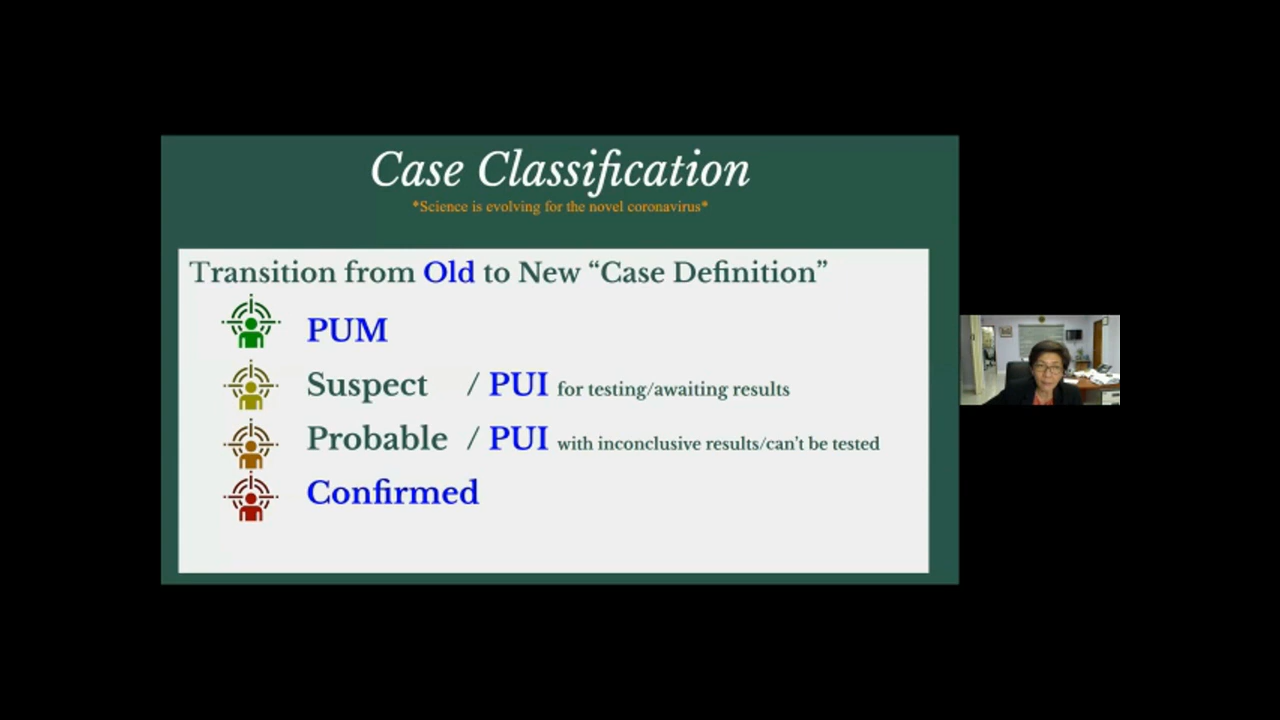 Case Classification
*Science is evolving for the novel coronavirus*
Transition from Old to New “Case Definition”
PUM
Suspect / PUI for testing/awaiting results
Probable / PUI with inconclusive results/can’t be tested
Confirmed